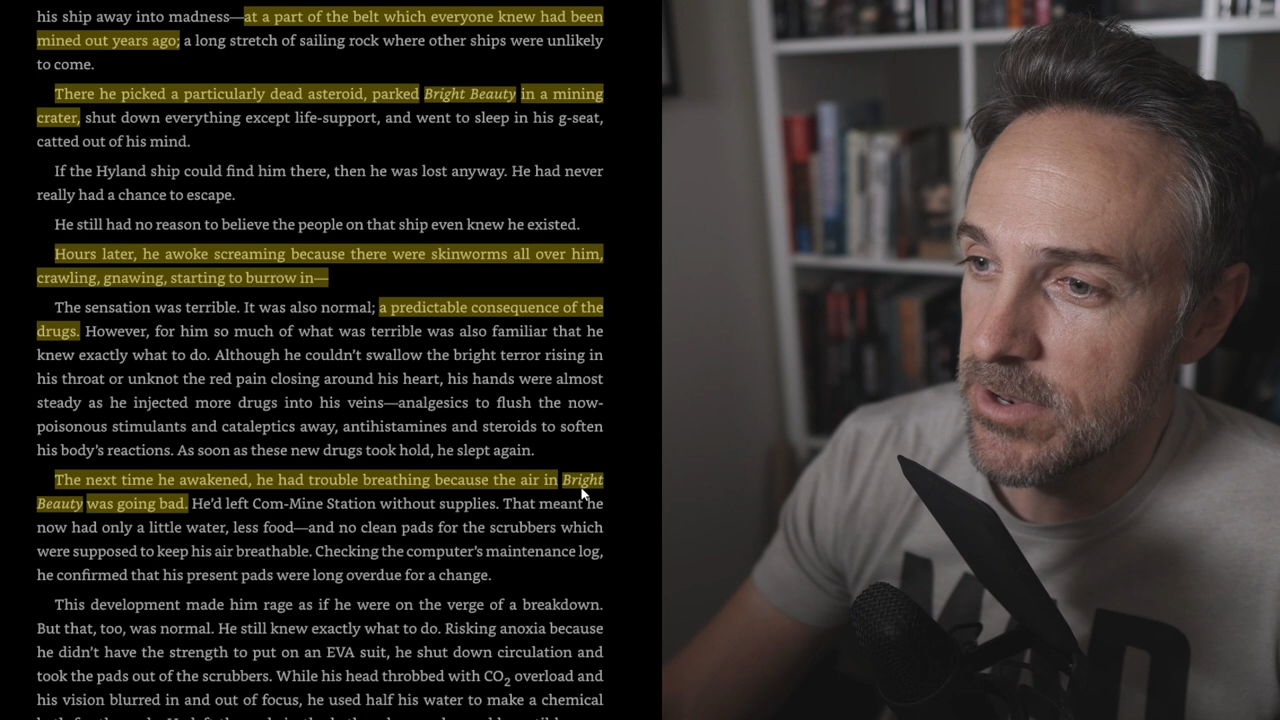 his ship away into madness—at a part of the belt which everyone knew had been
mined out years ago; a long stretch of sailing rock where other ships were unlikely
to come.
There he picked a particularly dead asteroid, parked Bright Beauty in a mining
crater, shut down everything except life-support, and went to sleep in his g-seat,
catted out of his mind.
If the Hyland ship could find him there, then he was lost anyway. He had never
really had a chance to escape.
He still had no reason to believe the people on that ship even knew he existed.
Hours later, he awoke screaming because there were skinworms all over him,
crawling, gnawing, starting to burrow in—
The sensation was terrible. It was also normal; a predictable consequence of the
drugs. However, for him so much of what was terrible was also familiar that he
knew exactly what to do. Although he couldn't swallow the bright terror rising in
his throat or unknot the red pain closing around his heart, his hands were almost
steady as he injected more drugs into his veins—analgesics to flush the now-
poisonous stimulants and cataleptics away, antihistamines and steroids to soften
his body's reactions. As soon as these new drugs took hold, he slept again.
The next time he awakened, he had trouble breathing because the air in Bright
Beauty was going bad. He'd left Com-Mine Station without supplies. That meant he
now had only a little water, less food—and no clean pads for the scrubbers which
were supposed to keep his air breathable. Checking the computer's maintenance log,
he confirmed that his present pads were long overdue for a change.
This development made him rage as if he were on the verge of a breakdown.
But that, too, was normal. He still knew exactly what to do. Risking anoxia because
he didn't have the strength to put on an EVA suit, he shut down circulation and
took the pads out of the scrubbers. While his head throbbed with CO2 overload and
his vision blurred in and out of focus, he used half his water to make a chemical